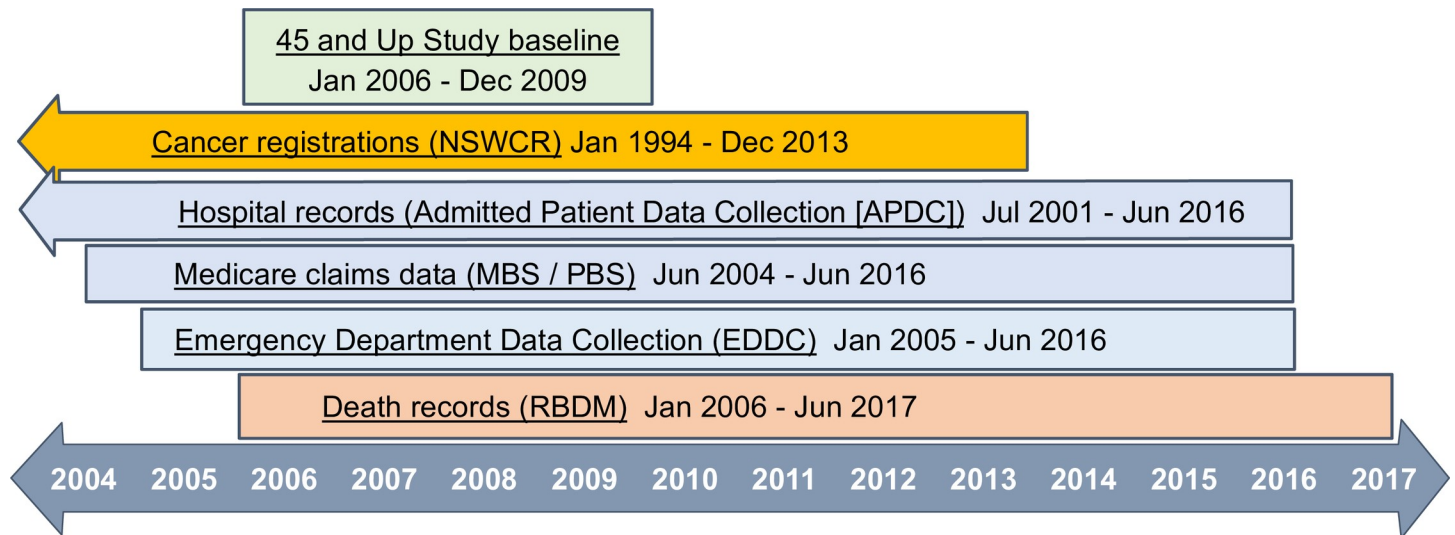 45 and Up Study baseline
Jan 2006 - Dec 2009
Cancer registrations (NSWCR) Jan 1994 - Dec 2013
Hospital records (Admitted Patient Data Collection [APDC]) Jul 2001 - Jun 2016
Medicare claims data (MBS / PBS) Jun 2004 - Jun 2016
Emergency Department Data Collection (EDDC) Jan 2005 - Jun 2016
Death records (RBDM) Jan 2006 - Jun 2017
2004 2005 2006 2007 2008 2009 2010 2011 2012 2013 2014 2015 2016 2017